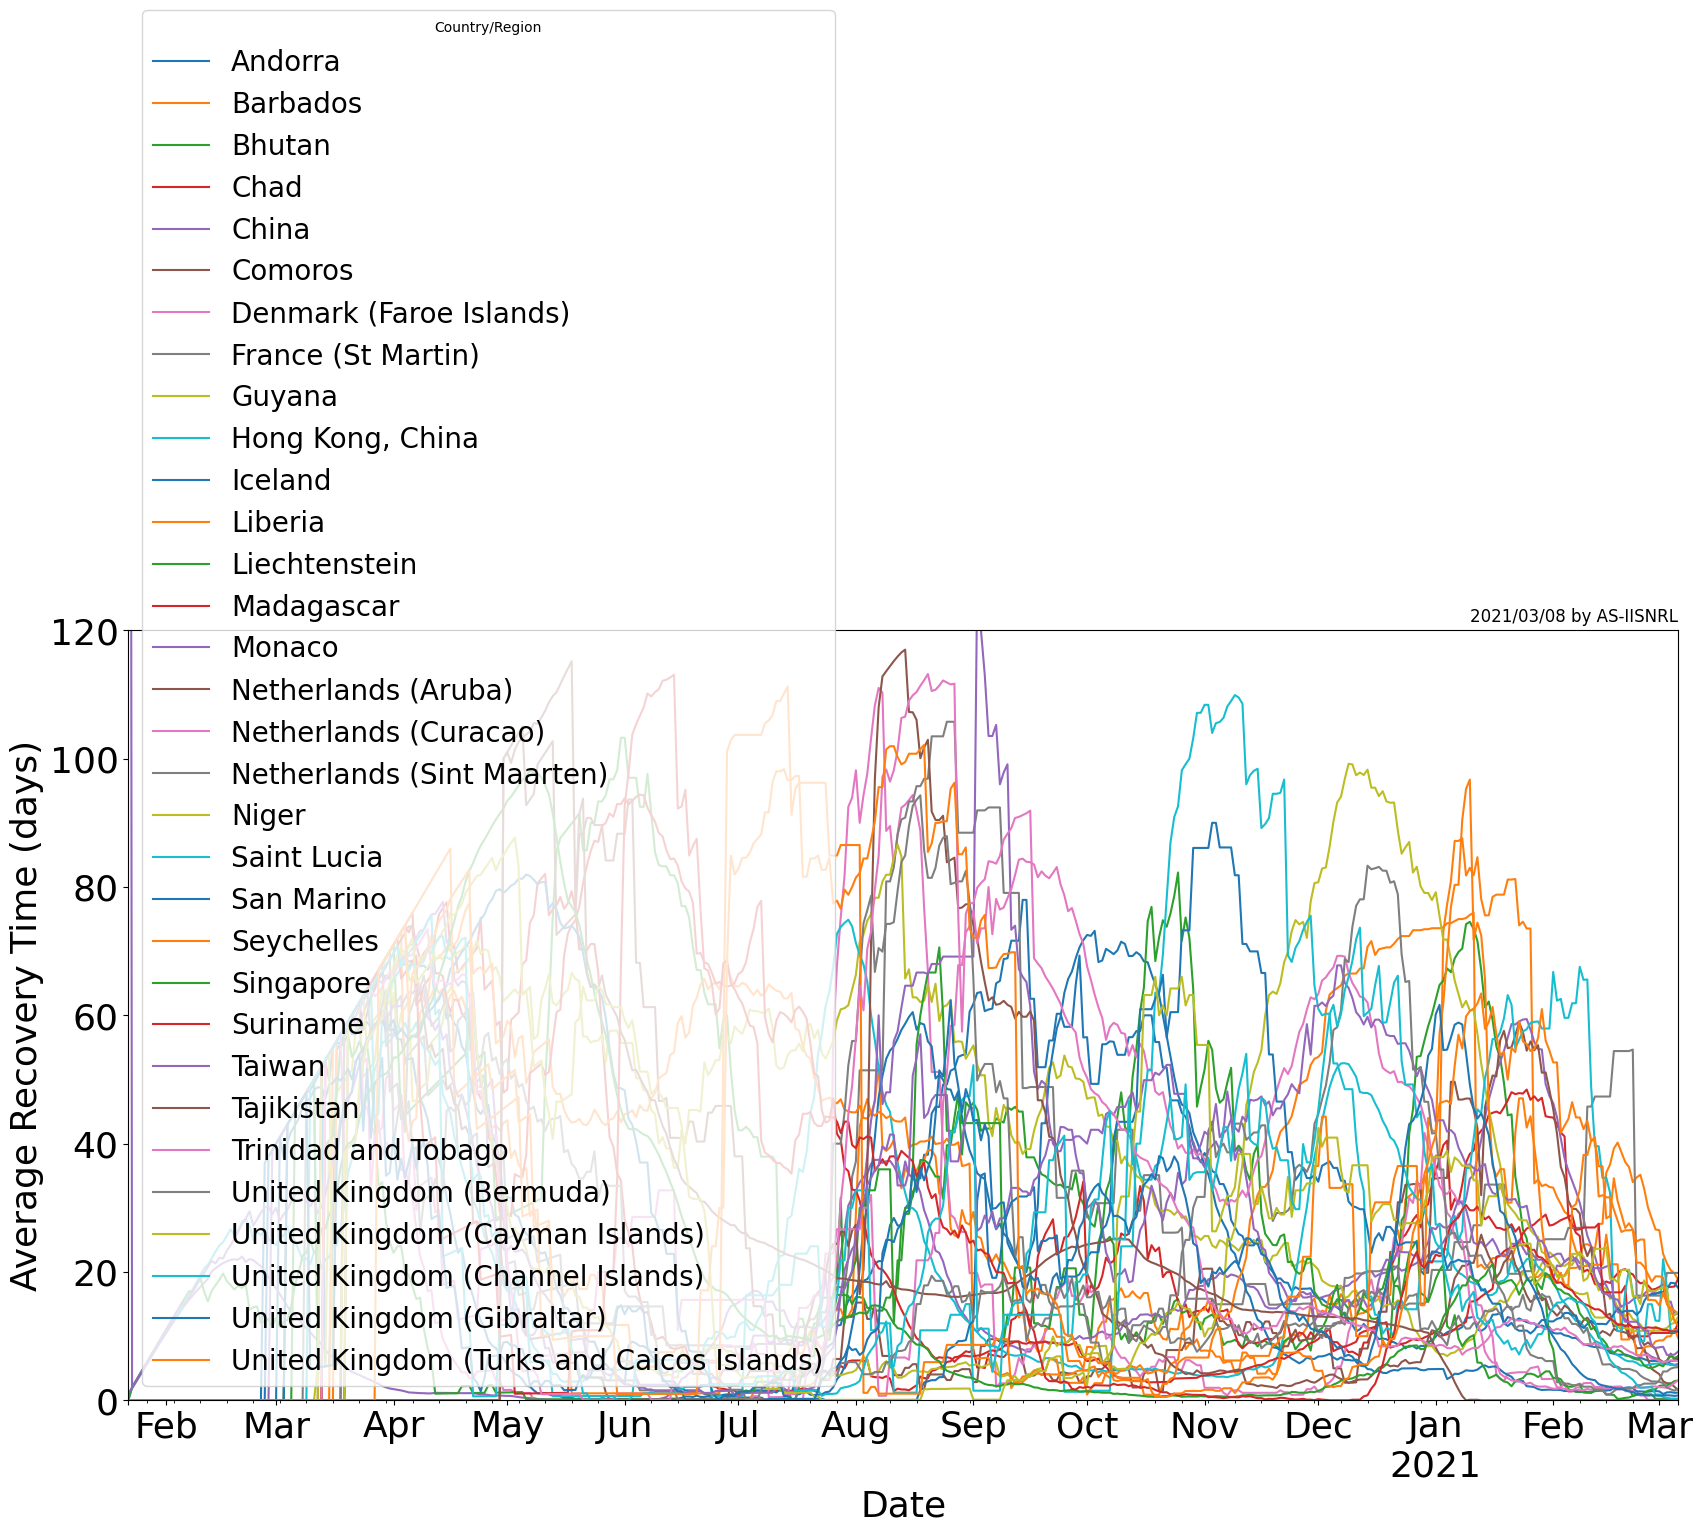 Country/Region
Andorra
Barbados
Bhutan
Chad
China
Comoros
Denmark (Faroe Islands)
France (St Martin)
Guyana
Hong Kong, China
Iceland
Liberia
Liechtenstein
Madagascar
Monaco
Netherlands (Aruba)
Netherlands (Curacao)
Netherlands (Sint Maarten)
Niger
Saint Lucia
San Marino
Seychelles
Singapore
Suriname
Taiwan
Tajikistan
Trinidad and Tobago
United Kingdom (Bermuda)
United Kingdom (Cayman Islands)
United Kingdom (Channel Islands)
United Kingdom (Gibraltar)
United Kingdom (Turks and Caicos Islands)
2021/03/08 by AS-IISNRL
Average Recovery Time (days)
120
100
80
60
40
20
0
Feb Mar Apr May Jun Jul Aug Sep Oct Nov Dec Jan Feb Mar
2021
Date